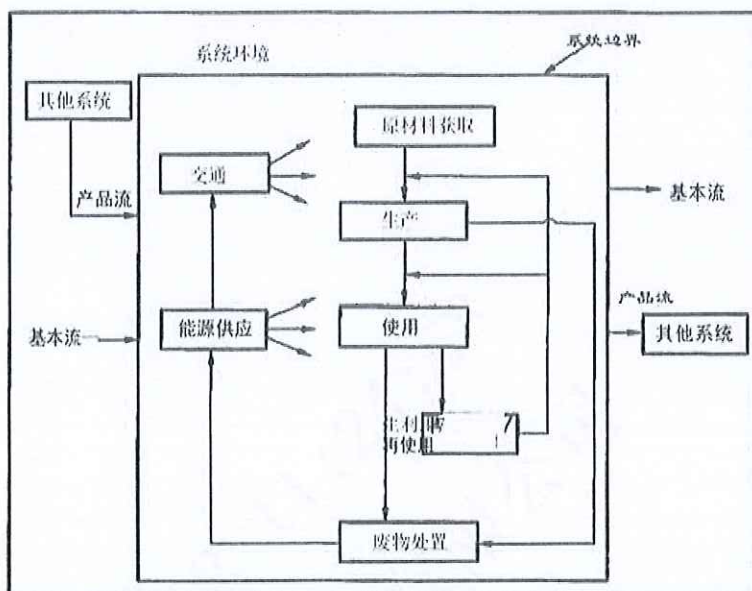 系统环境
系统边界
其他系统
原材料获取
交通
产品流
基本流
生产
产品流
能源供应
使用
基本流
其他系统
再使用
废物处置